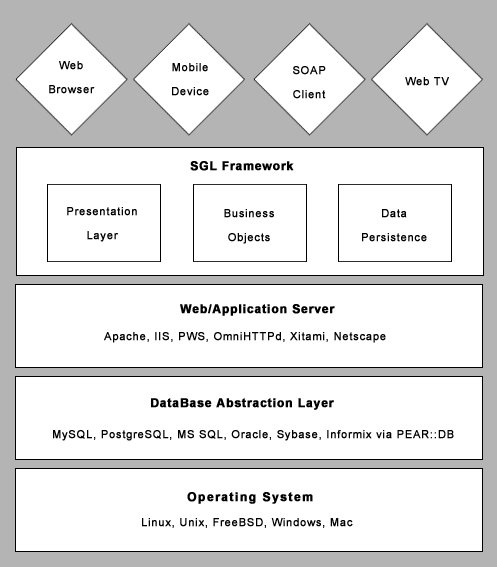 Web
Browser
Mobile
Device
SOAP
Client
Web TV
SGL Framework
Presentation
Layer
Business
Objects
Data
Persistence
Web/Application Server
Apache, IIS, PWS, OmniHTTPd, Xitami, Netscape
DataBase Abstraction Layer
MySQL, PostgreSQL, MS SQL, Oracle, Sybase, Informix via PEAR::DB
Operating System
Linux, Unix, FreeBSD, Windows, Mac